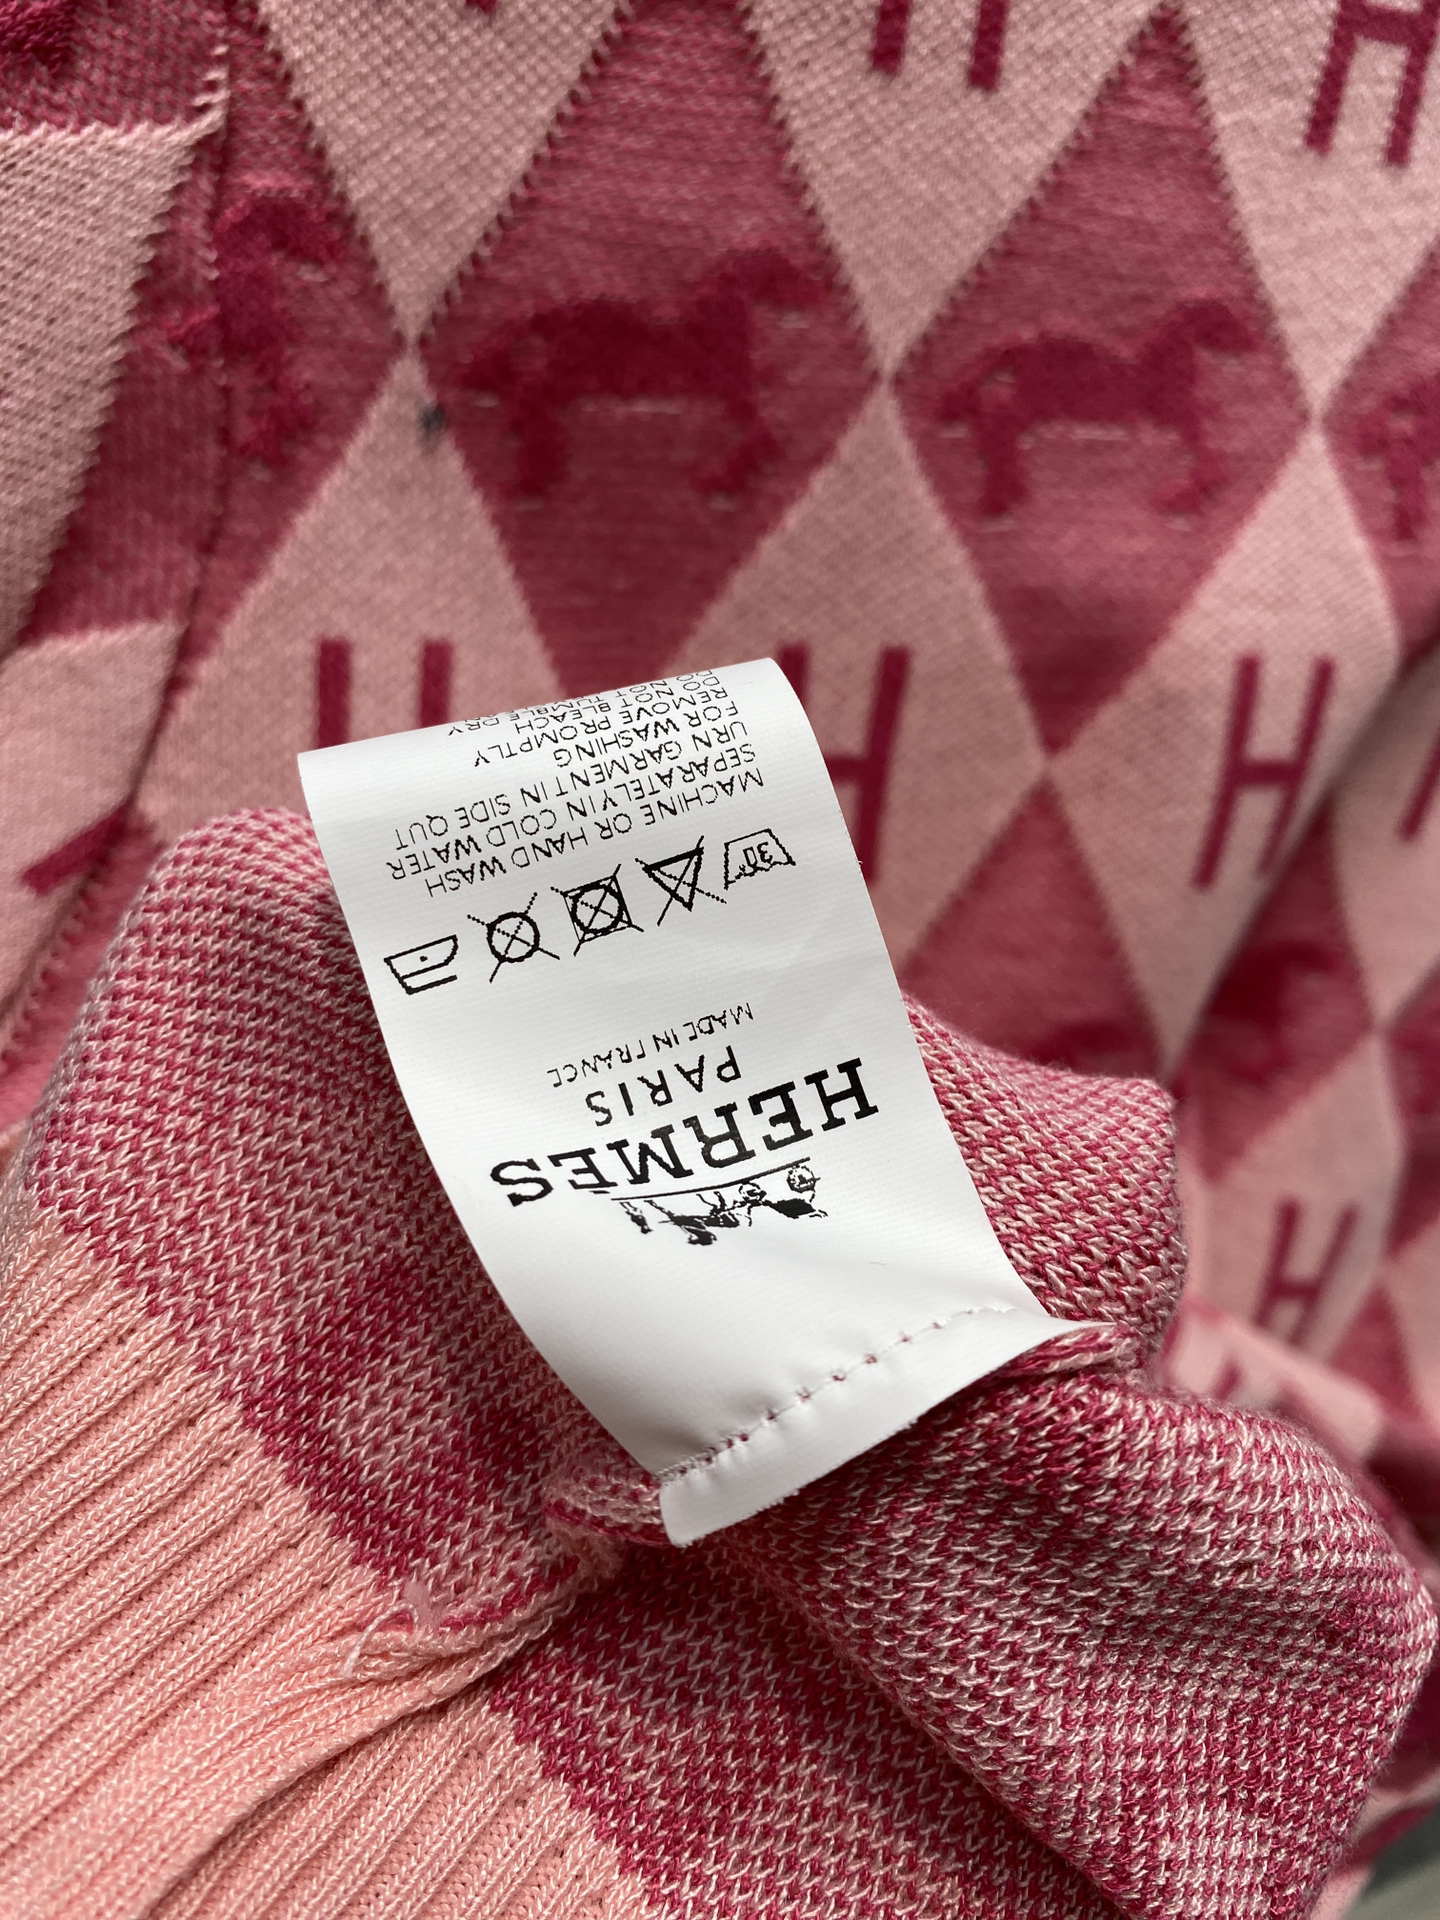 HERMÈS
PARIS
MADE IN FRANCE
30
MACHINE OR HAND WASH
SEPARATELY IN COLD WATER
URN GARMENT IN SIDE QUT
FOR WASHING
REMOVE PROMPTLY
DO NOT BLEACH
DO NOT TUMBLE DRY
H
H
H
H
H
H